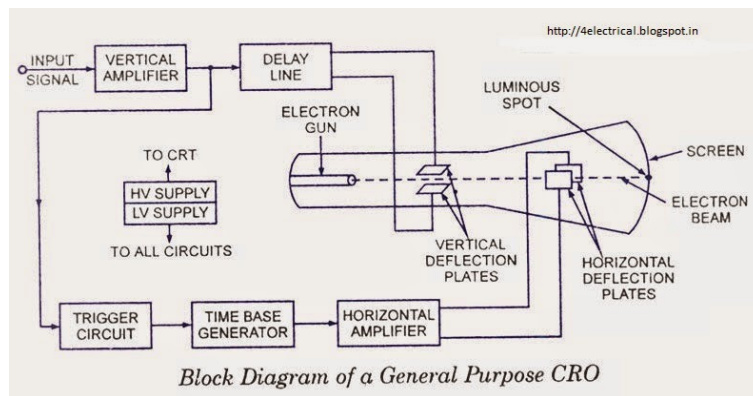 http://4electrical.blogspot.in
INPUT
SIGNAL
VERTICAL
AMPLIFIER
DELAY
LINE
ELECTRON
GUN
LUMINOUS
SPOT
SCREEN
TO CRT
HV SUPPLY
LV SUPPLY
TO ALL CIRCUITS
ELECTRON
BEAM
VERTICAL
DEFLECTION
PLATES
HORIZONTAL
DEFLECTION
PLATES
TRIGGER
CIRCUIT
TIME BASE
GENERATOR
HORIZONTAL
AMPLIFIER
Block Diagram of a General Purpose CRO